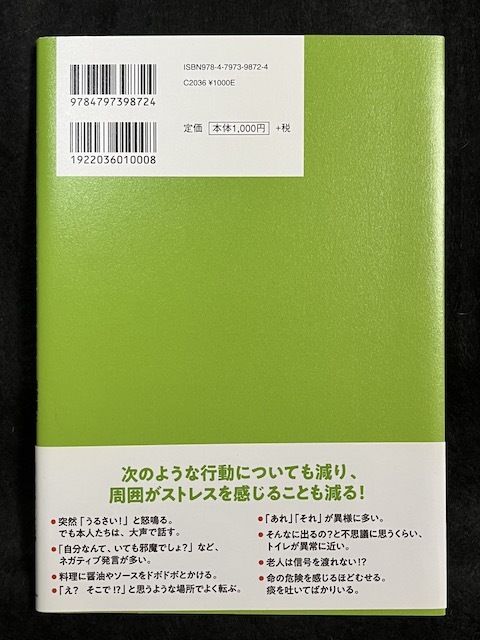 ISBN978-4-7973-9872-4
C2036 ¥1000E
9784797398724
定価 本体1,000円 +税
1922036010008
次のような行動についても減り、
周囲がストレスを感じることも減る！
●突然「うるさい！」と怒鳴る。
でも本人たちは、大声で話す。
●「自分なんて、いても邪魔でしょ？」など、
ネガティブ発言が多い。
●料理に醤油やソースをドボドボとかける。
●「え？ そこで!?」と思うような場所でよく転ぶ。
●「あれ」「それ」が異様に多い。
●そんなに出るの？と不思議に思うくらい、
トイレが異常に近い。
●老人は信号を渡れない!?
●命の危険を感じるほどむせる。
痰を吐いてばかりいる。